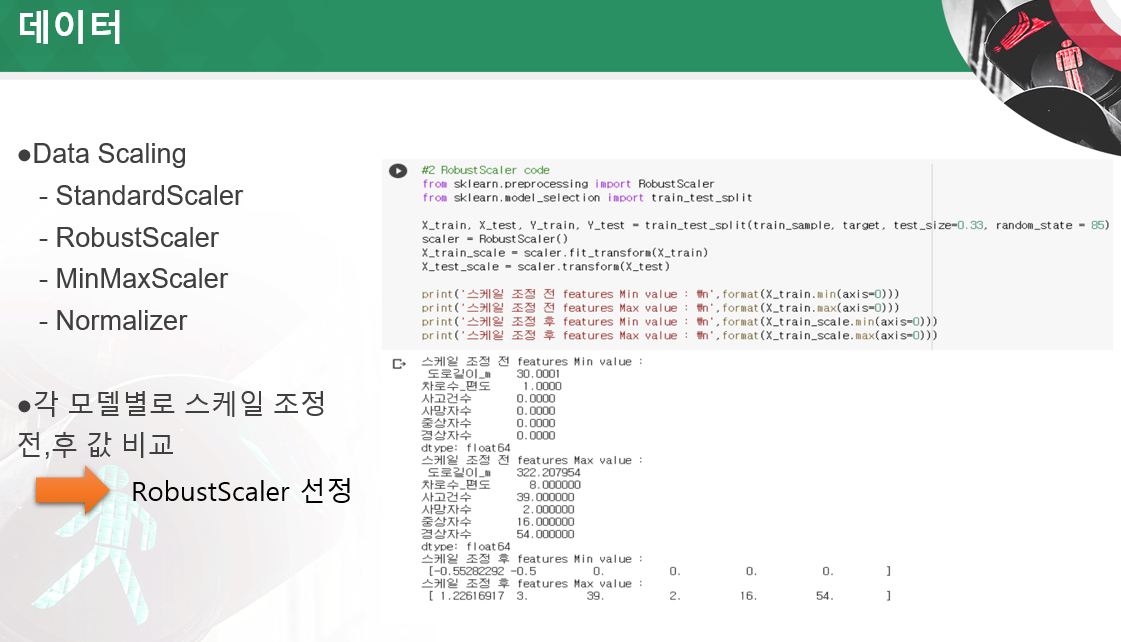 데이터
●Data Scaling
- StandardScaler
- RobustScaler
- MinMaxScaler
- Normalizer
●각 모델별로 스케일 조정
전,후 값 비교
RobustScaler 선정
#2 RobustScaler code
from sklearn.preprocessing import RobustScaler
from sklearn.model_selection import train_test_split
X_train, X_test, Y_train, Y_test = train_test_split(train_sample, target, test_size=0.33, random_state = 85)
scaler = RobustScaler()
X_train_scale = scaler.fit_transform(X_train)
X_test_scale = scaler.transform(X_test)
print('스케일 조정 전 features Min value : ₩n',format(X_train.min(axis=0)))
print('스케일 조정 전 features Max value : ₩n',format(X_train.max(axis=0)))
print('스케일 조정 후 features Min value : ₩n',format(X_train_scale.min(axis=0)))
print('스케일 조정 후 features Max value : ₩n',format(X_train_scale.max(axis=0)))
스케일 조정 전 features Min value :
도로길이_m 30.0001
차로수_편도 1.0000
사고건수 0.0000
사망자수 0.0000
중상자수 0.0000
경상자수 0.0000
dtype: float64
스케일 조정 전 features Max value :
도로길이_m 322.207954
차로수_편도 8.000000
사고건수 39.000000
사망자수 2.000000
중상자수 16.000000
경상자수 54.000000
dtype: float64
스케일 조정 후 features Min value :
[-0.55282292 -0.5 0. 0. 0. 0. ]
스케일 조정 후 features Max value :
[ 1.22616917 3. 39. 2. 16. 54. ]